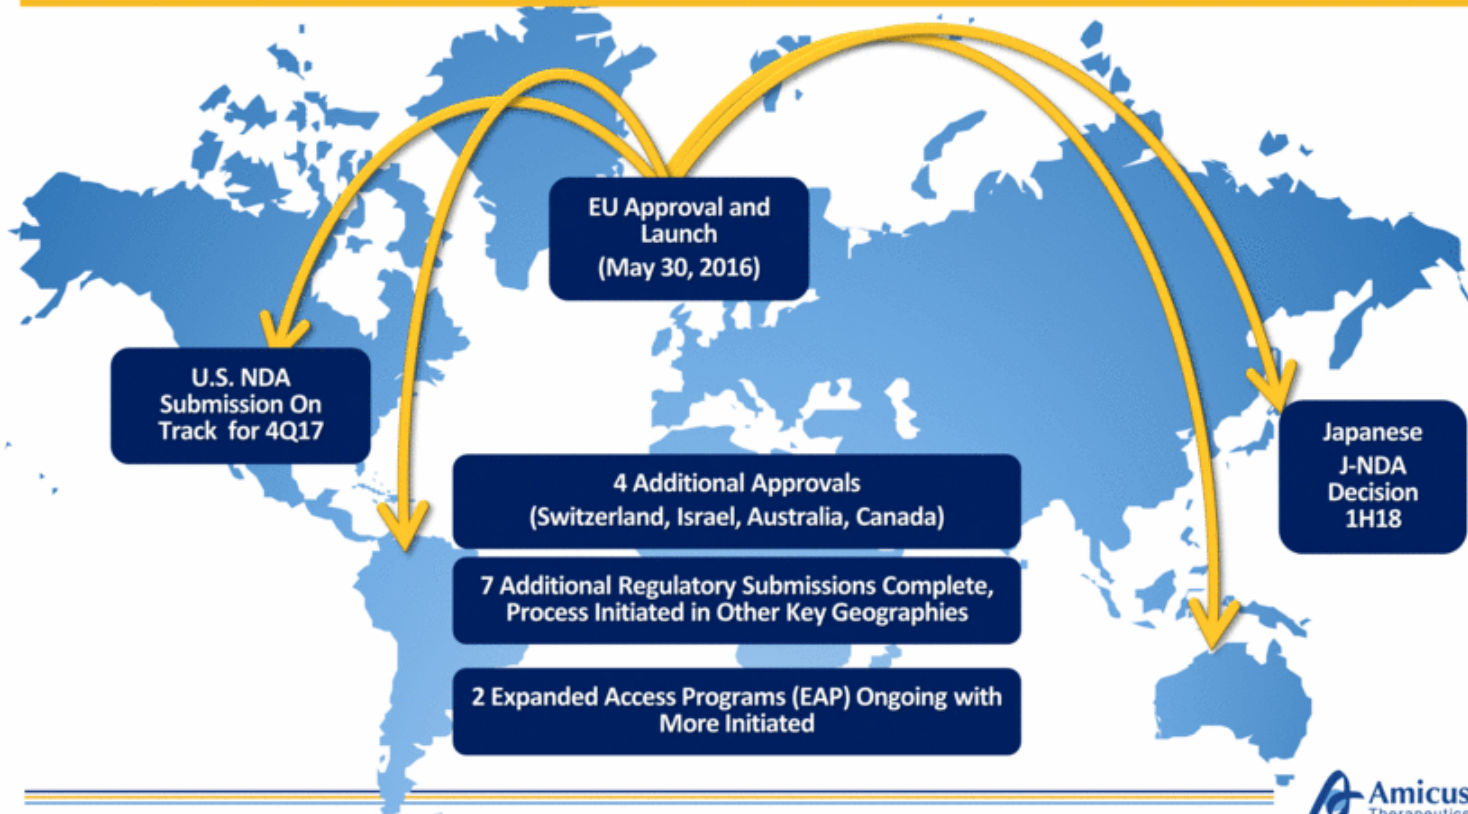 EU Approval and
Launch
(May 30, 2016)
U.S. NDA
Submission On
Track for 4Q17
Japanese
J-NDA
Decision
1H18
4 Additional Approvals
(Switzerland, Israel, Australia, Canada)
7 Additional Regulatory Submissions Complete,
Process Initiated in Other Key Geographies
2 Expanded Access Programs (EAP) Ongoing with
More Initiated
Amicus
Therapeutics